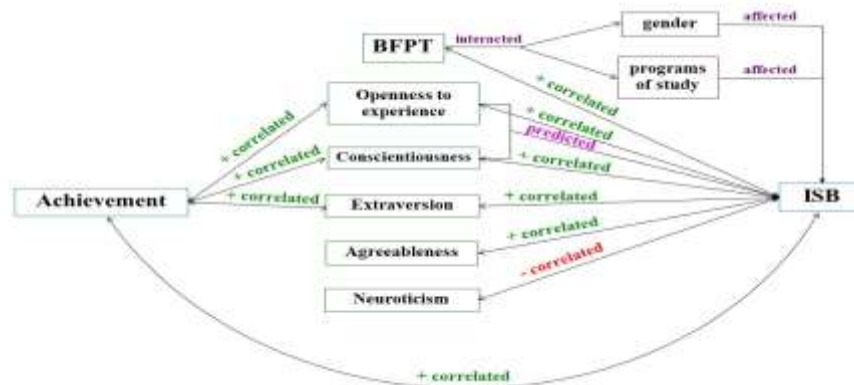 gender
affected
BFPT
interacted
programs
of study
affected
+ correlated
Openness to
experience
+ correlated
+ correlated
predicted
+ correlated
Conscientiousness
+ correlated
Achievement
+ correlated
Extraversion
+ correlated
ISB
Agreeableness
+ correlated
- correlated
Neuroticism
+ correlated